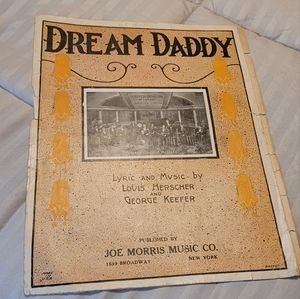 DREAM DADDY
LYRIC AND MUSIC BY
LOUIS HERSCHER
AND
GEORGE KEEFER
PUBLISHED BY
JOE MORRIS MUSIC CO.
1599 BROADWAY NEW YORK